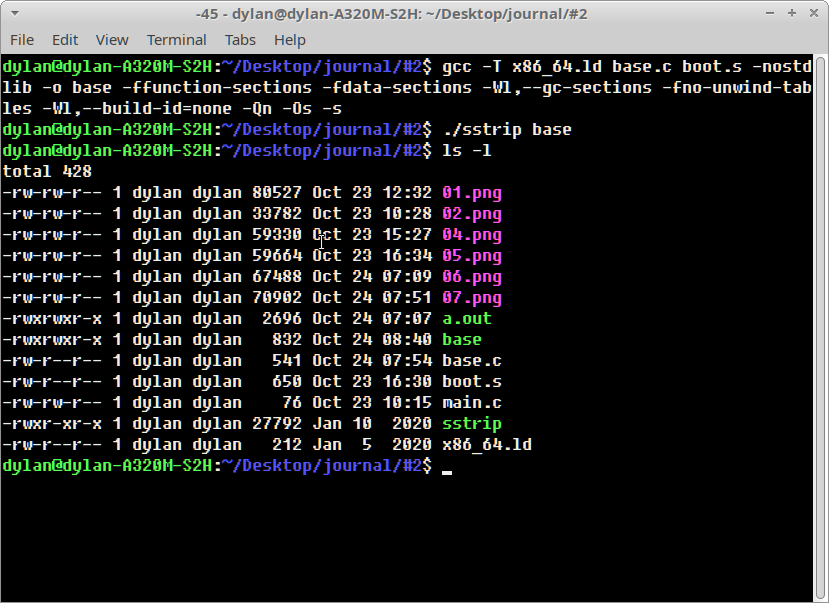 -45 - dylan@dylan-A320M-S2H: ~/Desktop/journal/#2
File Edit View Terminal Tabs Help
dylan@dylan-A320M-S2H:~/Desktop/journal/#2$ gcc -T x86_64.ld base.c boot.s -nostd
lib -o base -ffunction-sections -fdata-sections -Wl,--gc-sections -fno-unwind-tab
les -Wl,--build-id=none -Qn -Os -s
dylan@dylan-A320M-S2H:~/Desktop/journal/#2$ ./sstrip base
dylan@dylan-A320M-S2H:~/Desktop/journal/#2$ ls -l
total 428
-rw-rw-r-- 1 dylan dylan 80527 Oct 23 12:32 01.png
-rw-rw-r-- 1 dylan dylan 33782 Oct 23 10:28 02.png
-rw-rw-r-- 1 dylan dylan 59330 Oct 23 15:27 04.png
-rw-rw-r-- 1 dylan dylan 59664 Oct 23 16:34 05.png
-rw-rw-r-- 1 dylan dylan 67488 Oct 24 07:09 06.png
-rw-rw-r-- 1 dylan dylan 70902 Oct 24 07:51 07.png
-rwxrwxr-x 1 dylan dylan  2696 Oct 24 07:07 a.out
-rwxrwxr-x 1 dylan dylan   832 Oct 24 08:40 base
-rw-r--r-- 1 dylan dylan   541 Oct 24 07:54 base.c
-rw-r--r-- 1 dylan dylan   650 Oct 23 16:30 boot.s
-rw-rw-r-- 1 dylan dylan    76 Oct 23 10:15 main.c
-rwxr-xr-x 1 dylan dylan 27792 Jan 10  2020 sstrip
-rw-r--r-- 1 dylan dylan   212 Jan  5  2020 x86_64.ld
dylan@dylan-A320M-S2H:~/Desktop/journal/#2$